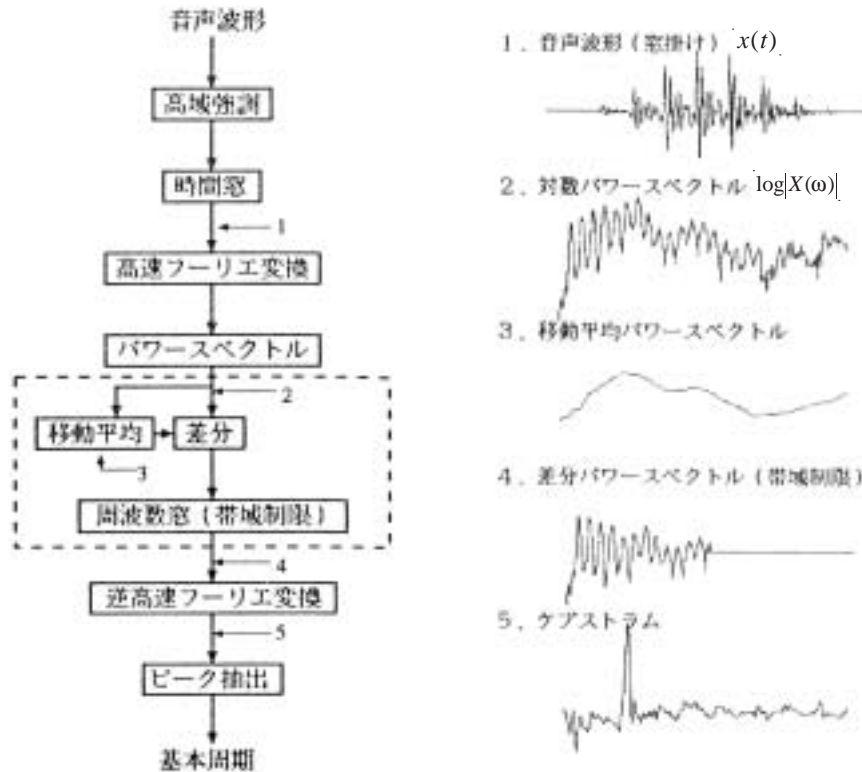 音声波形
高域強調
時間窓
1
高速フーリエ変換
パワースペクトル
2
移動平均
差分
3
周波数窓(帯域制限)
4
逆高速フーリエ変換
5
ピーク抽出
基本周期
1. 音声波形(窓掛け) x(t)
2. 対数パワースペクトル log|X(ω)|
3. 移動平均パワースペクトル
4. 差分パワースペクトル(帯域制限)
5. ケプストラム